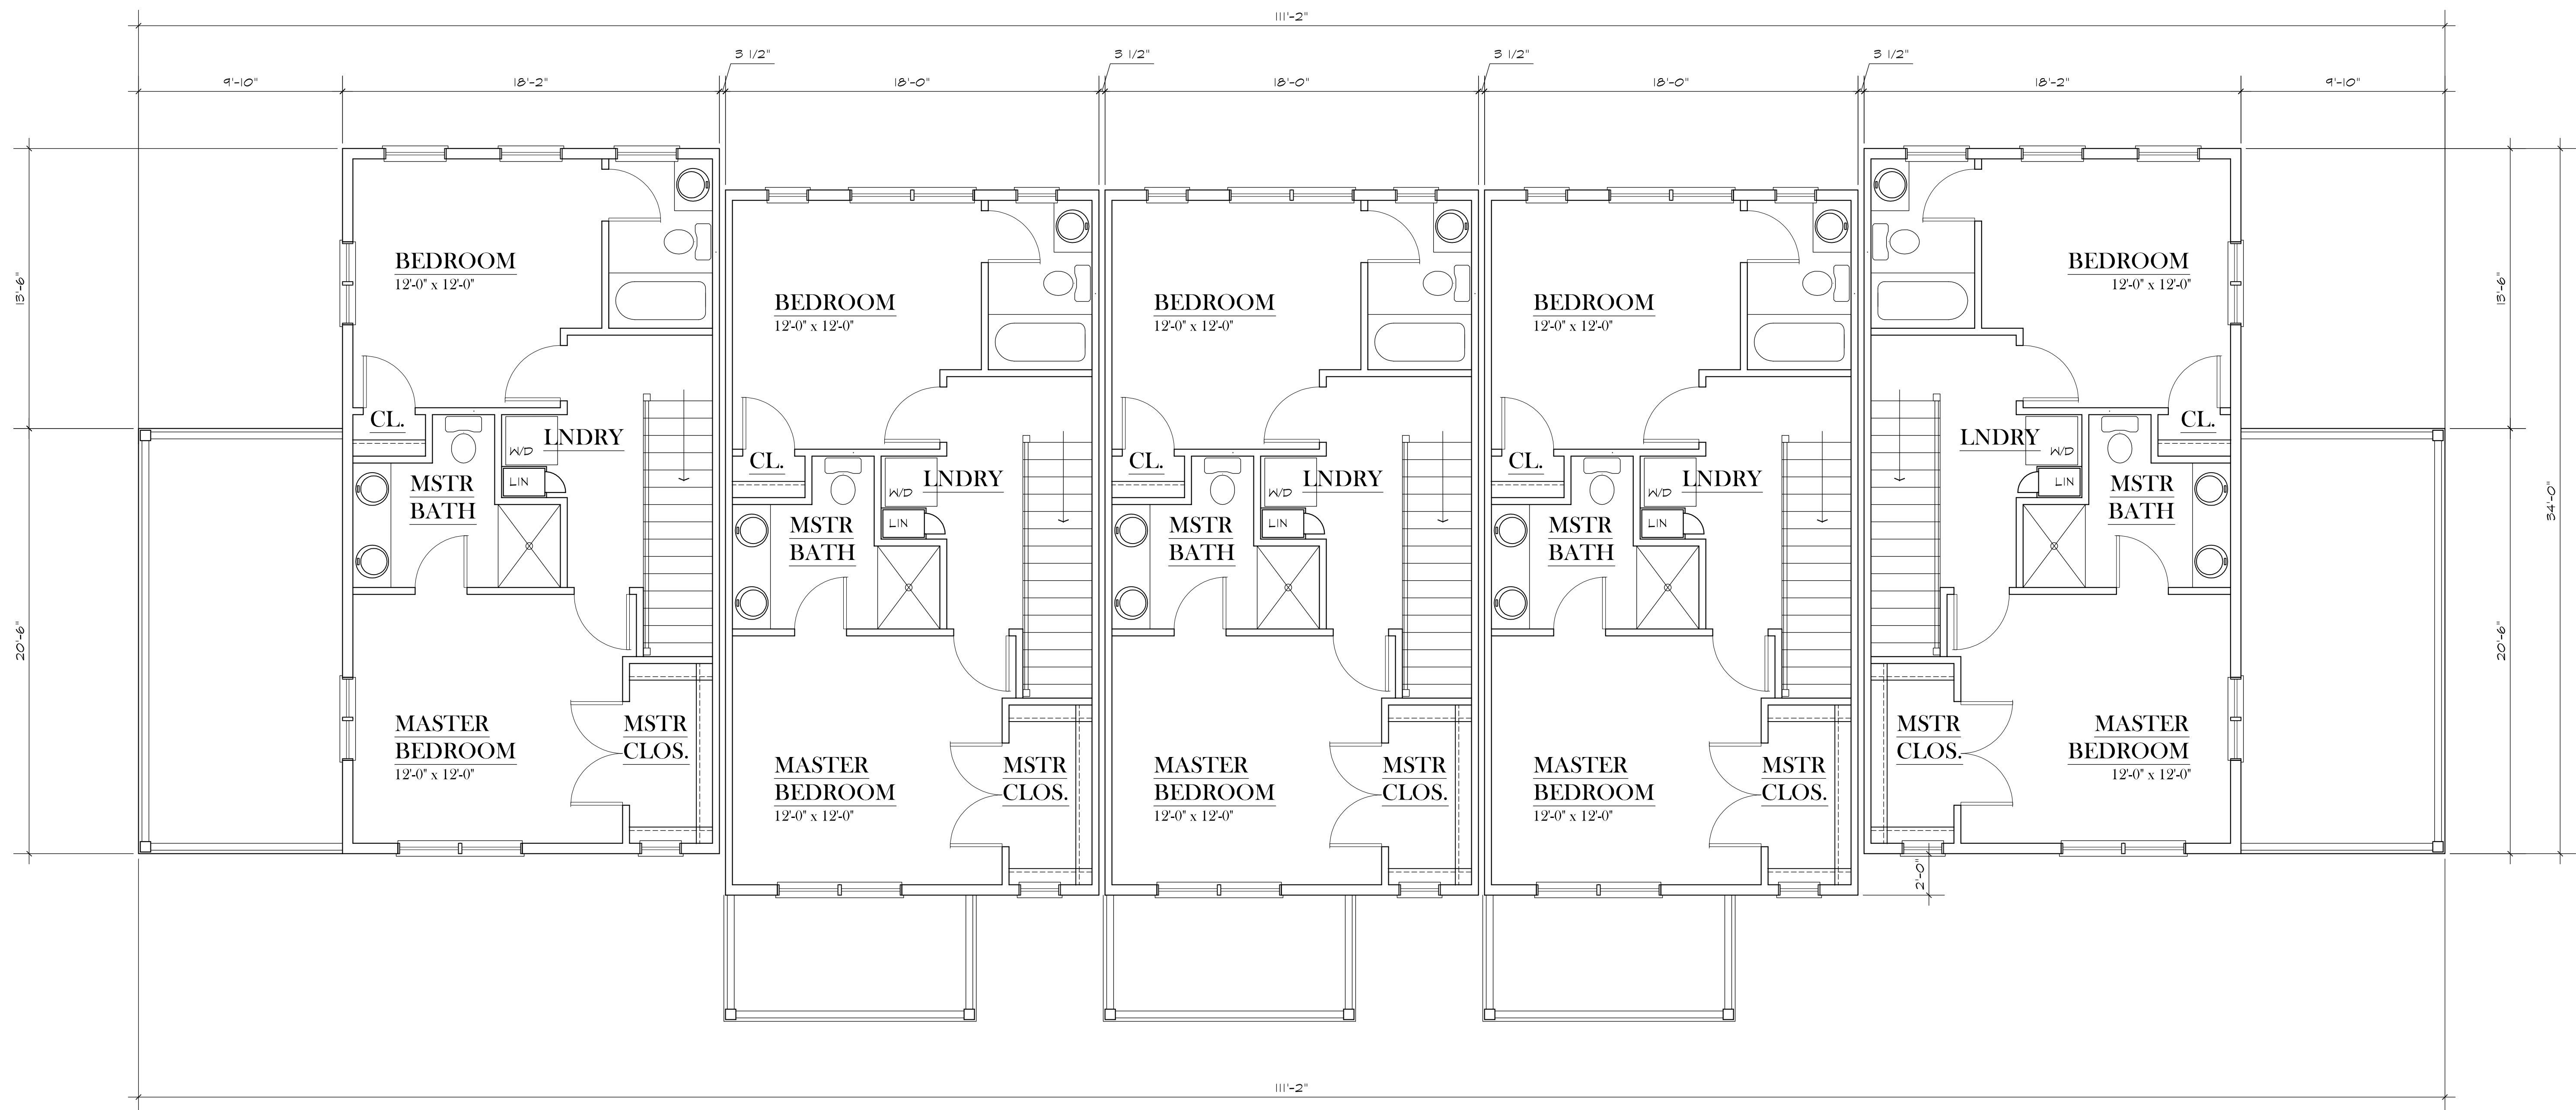 111'-2"
3 1/2"
3 1/2"
3 1/2"
3 1/2"
9'-10"
18'-2"
18'-0"
18'-0"
18'-0"
18'-2"
9'-10"
13'-6"
20'-6"
BEDROOM
12'-0" x 12'-0"
CL.
LNDRY
W/D
LIN
MSTR
BATH
MASTER
BEDROOM
12'-0" x 12'-0"
MSTR
CLOS.
BEDROOM
12'-0" x 12'-0"
CL.
LNDRY
W/D
LIN
MSTR
BATH
MASTER
BEDROOM
12'-0" x 12'-0"
MSTR
CLOS.
BEDROOM
12'-0" x 12'-0"
CL.
LNDRY
W/D
LIN
MSTR
BATH
MASTER
BEDROOM
12'-0" x 12'-0"
MSTR
CLOS.
BEDROOM
12'-0" x 12'-0"
CL.
LNDRY
W/D
LIN
MSTR
BATH
MASTER
BEDROOM
12'-0" x 12'-0"
MSTR
CLOS.
BEDROOM
12'-0" x 12'-0"
CL.
LNDRY
W/D
LIN
MSTR
BATH
MSTR
CLOS.
MASTER
BEDROOM
12'-0" x 12'-0"
2'-0"
13'-6"
20'-6"
34'-0"
111'-2"